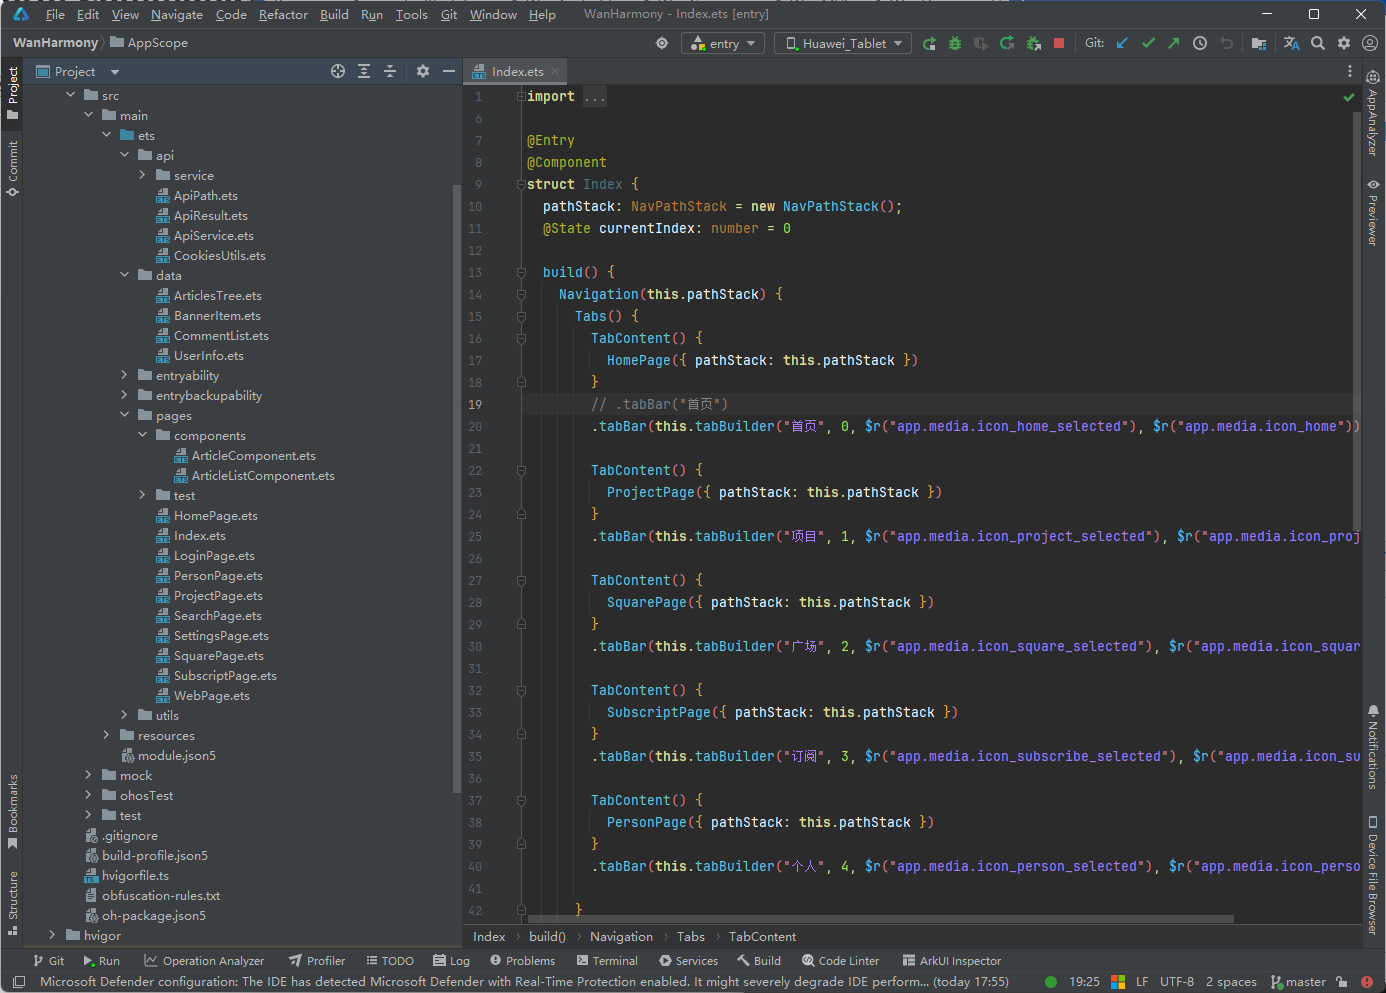 File Edit View Navigate Code Refactor Build Run Tools Git Window Help WanHarmony - Index.ets [entry]
WanHarmony AppScope entry Huawei_Tablet Git:
Project
Index.ets
Project
Commit
Bookmarks
Structure
src
main
ets
api
service
ApiPath.ets
ApiResult.ets
ApiService.ets
CookiesUtils.ets
data
ArticlesTree.ets
BannerItem.ets
CommentList.ets
UserInfo.ets
entryability
entrybackupability
pages
components
ArticleComponent.ets
ArticleListComponent.ets
test
HomePage.ets
Index.ets
LoginPage.ets
PersonPage.ets
ProjectPage.ets
SearchPage.ets
SettingsPage.ets
SquarePage.ets
SubscriptPage.ets
WebPage.ets
utils
resources
module.json5
mock
ohosTest
test
.gitignore
build-profile.json5
hvigorfile.ts
obfuscation-rules.txt
oh-package.json5
hvigor
1 import ...
6
7 @Entry
8 @Component
9 struct Index {
10 pathStack: NavPathStack = new NavPathStack();
11 @State currentIndex: number = 0
12
13 build() {
14 Navigation(this.pathStack) {
15 Tabs() {
16 TabContent() {
17 HomePage({ pathStack: this.pathStack })
18 }
19 // .tabBar("首页")
20 .tabBar(this.tabBuilder("首页", 0, $r("app.media.icon_home_selected"), $r("app.media.icon_home"))
21
22 TabContent() {
23 ProjectPage({ pathStack: this.pathStack })
24 }
25 .tabBar(this.tabBuilder("项目", 1, $r("app.media.icon_project_selected"), $r("app.media.icon_proj
26
27 TabContent() {
28 SquarePage({ pathStack: this.pathStack })
29 }
30 .tabBar(this.tabBuilder("广场", 2, $r("app.media.icon_square_selected"), $r("app.media.icon_squar
31
32 TabContent() {
33 SubscriptPage({ pathStack: this.pathStack })
34 }
35 .tabBar(this.tabBuilder("订阅", 3, $r("app.media.icon_subscribe_selected"), $r("app.media.icon_su
36
37 TabContent() {
38 PersonPage({ pathStack: this.pathStack })
39 }
40 .tabBar(this.tabBuilder("个人", 4, $r("app.media.icon_person_selected"), $r("app.media.icon_perso
41
42 }
AppAnalyzer
Previewer
Notifications
Device File Browser
Index build() Navigation Tabs TabContent
Git Run Operation Analyzer Profiler TODO Log Problems Terminal Services Build Code Linter ArkUI Inspector
Microsoft Defender configuration: The IDE has detected Microsoft Defender with Real-Time Protection enabled. It might severely degrade IDE perform... (today 17:55) 19:25 LF UTF-8 2 spaces master